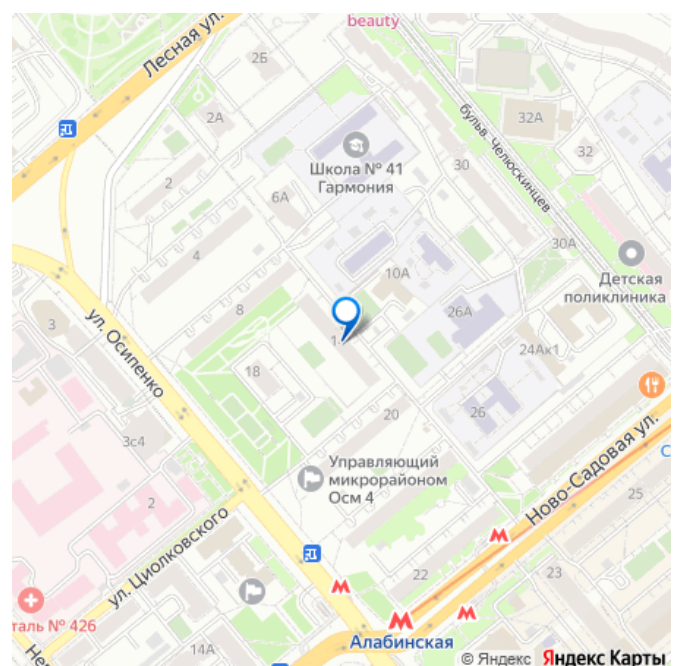 beauty
Лесная ул.
2Б
2А
32А
бульв. Челюскинцев
Школа № 41
Гармония
30
32
2
6А
4
30А
Детская
поликлиника
10А
8
26А
3
ул. Осипенко
24Ак1
18
20
26
3с4
Управляющий
микрорайоном
Осм 4
Ново-Садовая ул.
С
25
2
ул. Циолковского
22
23
таль № 426
Алабинская
14А
Не
© Яндекс Яндекс Карты